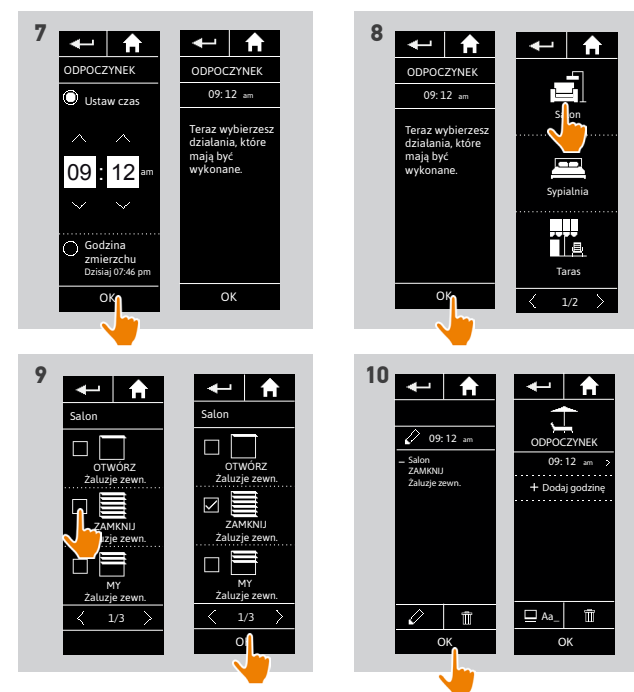 7
ODPOCZYNEK
Ustaw czas
09 : 12 am
Godzina
zmierzchu
Dzisiaj 07:46 pm
OK
ODPOCZYNEK
09: 12 am
Teraz wybierzesz
działania, które
mają być
wykonane.
OK
8
ODPOCZYNEK
09: 12 am
Teraz wybierzesz
działania, które
mają być
wykonane.
OK
Salon
Sypialnia
Taras
1/2
9
Salon
OTWÓRZ
Żaluzje zewn.
ZAMKNIJ
Żaluzje zewn.
MY
Żaluzje zewn.
1/3
Salon
OTWÓRZ
Żaluzje zewn.
ZAMKNIJ
Żaluzje zewn.
MY
Żaluzje zewn.
1/3
OK
10
09: 12 am
– Salon
ZAMKNIJ
Żaluzje zewn.
OK
ODPOCZYNEK
09: 12 am >
+ Dodaj godzinę
Aa_
OK